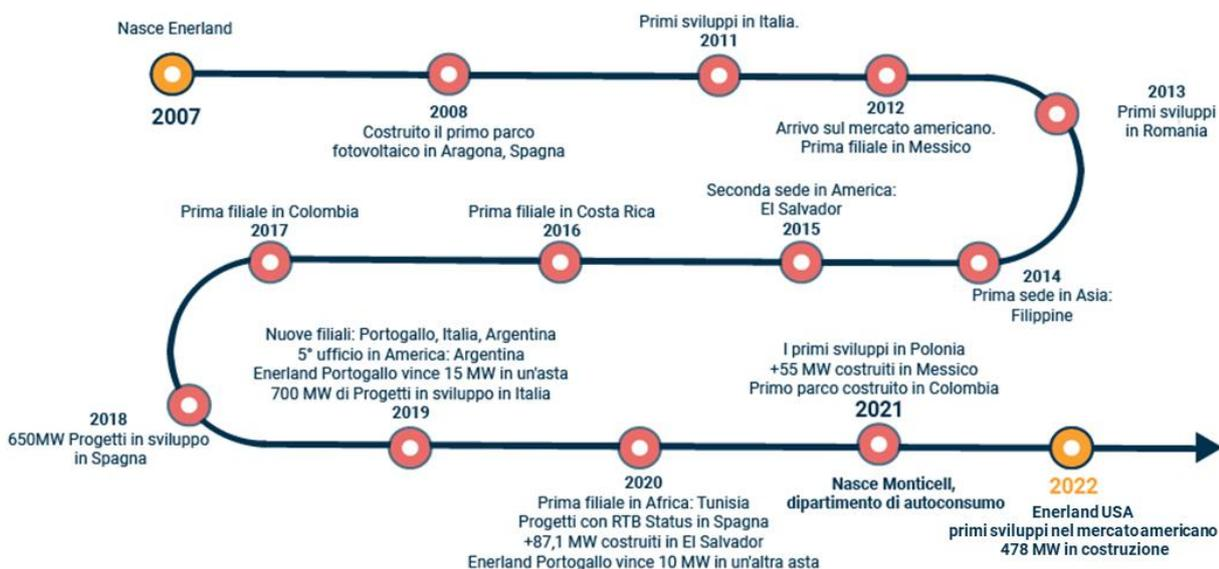 Nasce Enerland
2007
2008
Costruito il primo parco
fotovoltaico in Aragona, Spagna
Primi sviluppi in Italia.
2011
2012
Arrivo sul mercato americano.
Prima filiale in Messico
2013
Primi sviluppi
in Romania
2014
Prima sede in Asia:
Filippine
Seconda sede in America:
El Salvador
2015
Prima filiale in Costa Rica
2016
Prima filiale in Colombia
2017
2018
650MW Progetti in sviluppo
in Spagna
Nuove filiali: Portogallo, Italia, Argentina
5° ufficio in America: Argentina
Enerland Portogallo vince 15 MW in un'asta
700 MW di Progetti in sviluppo in Italia
2019
2020
Prima filiale in Africa: Tunisia
Progetti con RTB Status in Spagna
+87,1 MW costruiti in El Salvador
Enerland Portogallo vince 10 MW in un'altra asta
I primi sviluppi in Polonia
+55 MW costruiti in Messico
Primo parco costruito in Colombia
2021
Nasce Monticell,
dipartimento di autoconsumo
2022
Enerland USA
primi sviluppi nel mercato americano
478 MW in costruzione